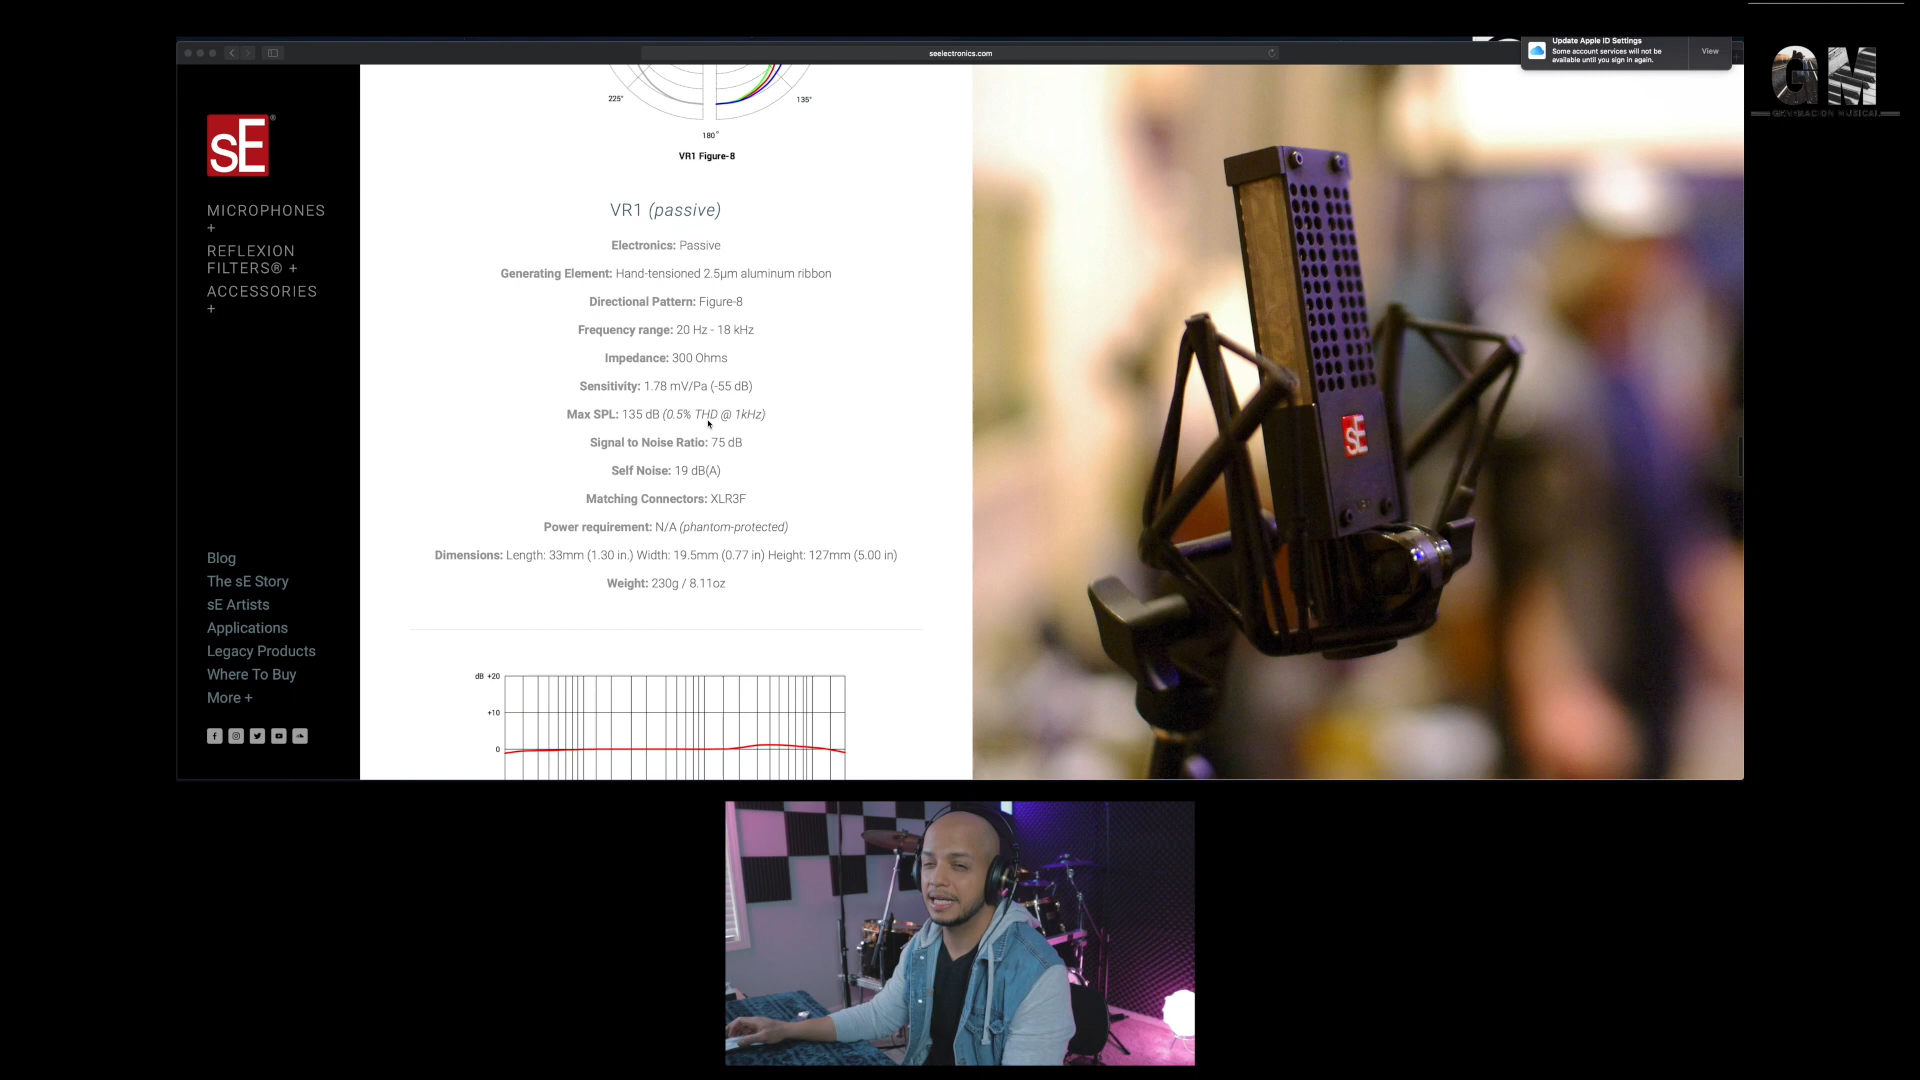 seelectronics.com
Update Apple ID Settings
Some account services will not be
available until you sign in again.
View
GM
GENERACION MUSICAL
sE®
MICROPHONES
+
REFLEXION
FILTERS® +
ACCESSORIES
+
Blog
The sE Story
sE Artists
Applications
Legacy Products
Where To Buy
More +
225°
135°
180°
VR1 Figure-8
VR1 (passive)
Electronics: Passive
Generating Element: Hand-tensioned 2.5μm aluminum ribbon
Directional Pattern: Figure-8
Frequency range: 20 Hz - 18 kHz
Impedance: 300 Ohms
Sensitivity: 1.78 mV/Pa (-55 dB)
Max SPL: 135 dB (0.5% THD @ 1kHz)
Signal to Noise Ratio: 75 dB
Self Noise: 19 dB(A)
Matching Connectors: XLR3F
Power requirement: N/A (phantom-protected)
Dimensions: Length: 33mm (1.30 in.) Width: 19.5mm (0.77 in) Height: 127mm (5.00 in)
Weight: 230g / 8.11oz
dB +20
+10
0
sE